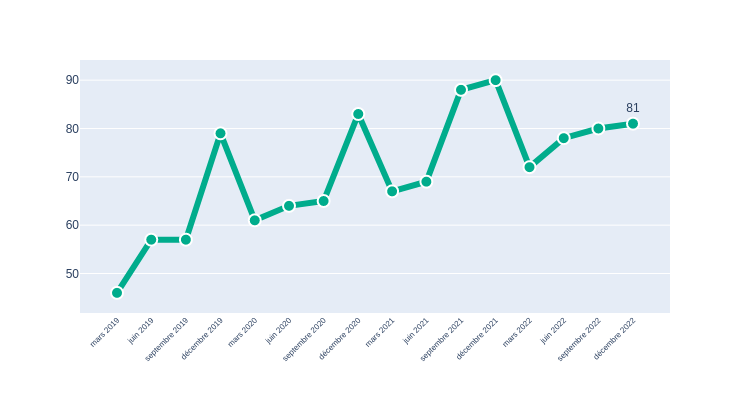 90
80
70
60
50
81
mars 2019
juin 2019
septembre 2019
décembre 2019
mars 2020
juin 2020
septembre 2020
décembre 2020
mars 2021
juin 2021
septembre 2021
décembre 2021
mars 2022
juin 2022
septembre 2022
décembre 2022